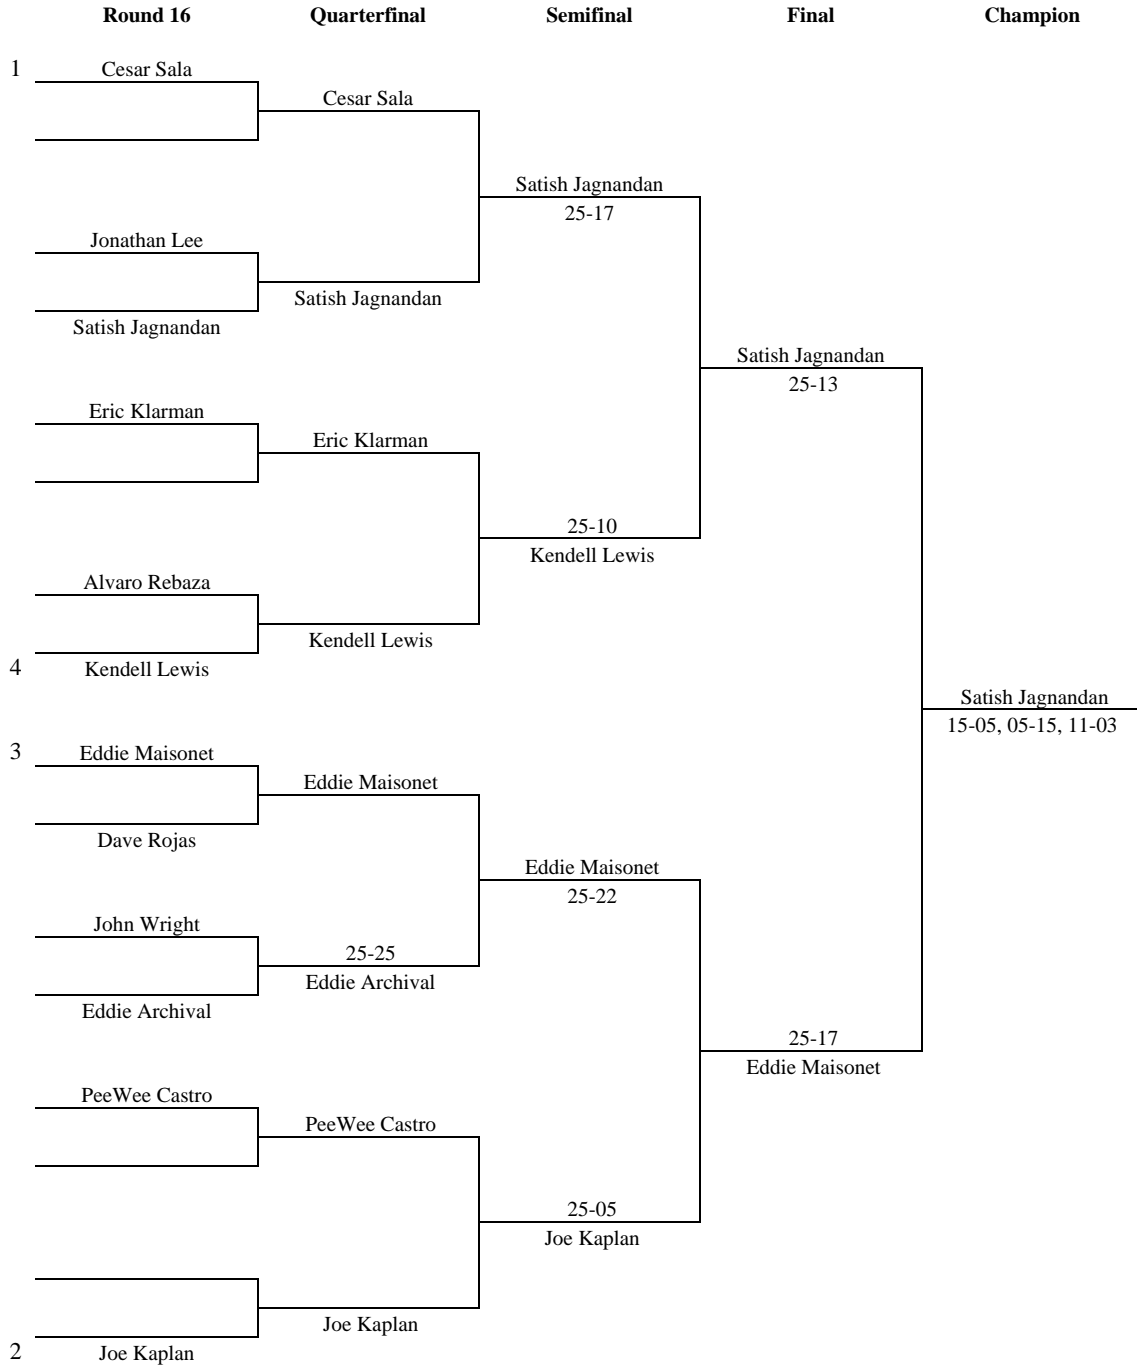 Round 16 Quarterfinal Semifinal Final Champion
1 Cesar Sala
Cesar Sala
Satish Jagnandan
25-17
Jonathan Lee
Satish Jagnandan
Satish Jagnandan
Satish Jagnandan
25-13
Eric Klarman
Eric Klarman
25-10
Kendell Lewis
Alvaro Rebaza
Kendell Lewis
4 Kendell Lewis
Satish Jagnandan
15-05, 05-15, 11-03
3 Eddie Maisonet
Eddie Maisonet
Dave Rojas
Eddie Maisonet
25-22
John Wright
25-25
Eddie Archival
Eddie Archival
25-17
Eddie Maisonet
PeeWee Castro
PeeWee Castro
25-05
Joe Kaplan
Joe Kaplan
2 Joe Kaplan